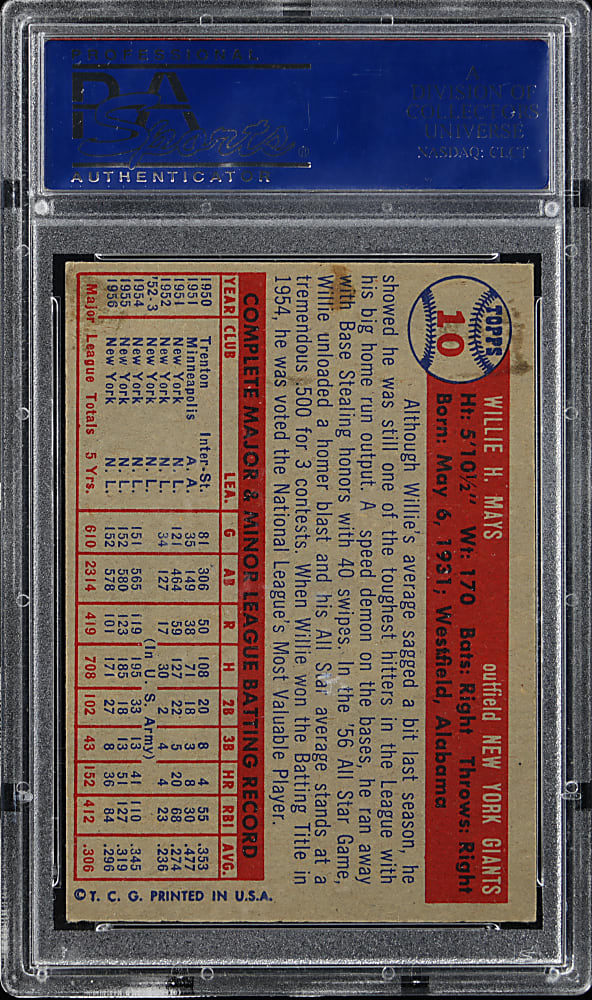 PROFESSIONAL
PSA
Sports ®
AUTHENTICATOR
A
DIVISION OF
COLLECTORS
UNIVERSE
NASDAQ: CLCT
TOPPS
10
WILLIE H. MAYS outfield NEW YORK GIANTS
Ht: 5'10½" Wt: 170 Bats: Right Throws: Right
Born: May 6, 1931; Westfield, Alabama
Although Willie's average sagged a bit last season, he
showed he was still one of the toughest hitters in the League with
his big home run output. A speed demon on the bases, he ran away
with Base Stealing honors with 40 swipes. In the '56 All Star Game,
Willie unloaded a homer blast and his All Star average stands at a
tremendous .500 for 3 contests. When Willie won the Batting Title in
1954, he was voted the National League's Most Valuable Player.
COMPLETE MAJOR & MINOR LEAGUE BATTING RECORD
YEAR CLUB LEA. G AB R H 2B 3B HR RBI AVG.
1950 Trenton Inter-St. 81 306 50 108 20 8 4 55 .353
1951 Minneapolis A. A. 35 149 38 71 18 3 8 30 .477
1951 New York N. L. 121 464 59 127 22 5 20 68 .274
1952 New York N. L. 34 127 17 30 2 4 4 23 .236
'52-3 New York N. L. (In U. S. Army)
1954 New York N. L. 151 565 119 195 33 13 41 110 .345
1955 New York N. L. 152 580 123 185 18 13 51 127 .319
1956 New York N. L. 152 578 101 171 27 8 36 84 .296
Major League Totals 5 Yrs. 610 2314 419 708 102 43 152 412 .306
© T. C. G. PRINTED IN U.S.A.